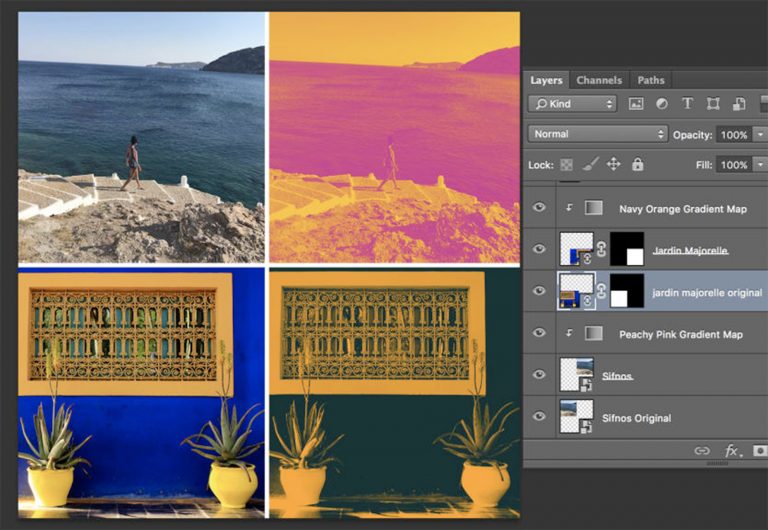 Layers Channels Paths
Kind
Normal Opacity: 100%
Lock: Fill: 100%
Navy Orange Gradient Map
Jardin Majorelle
jardin majorelle original
Peachy Pink Gradient Map
Sifnos
Sifnos Original
fx